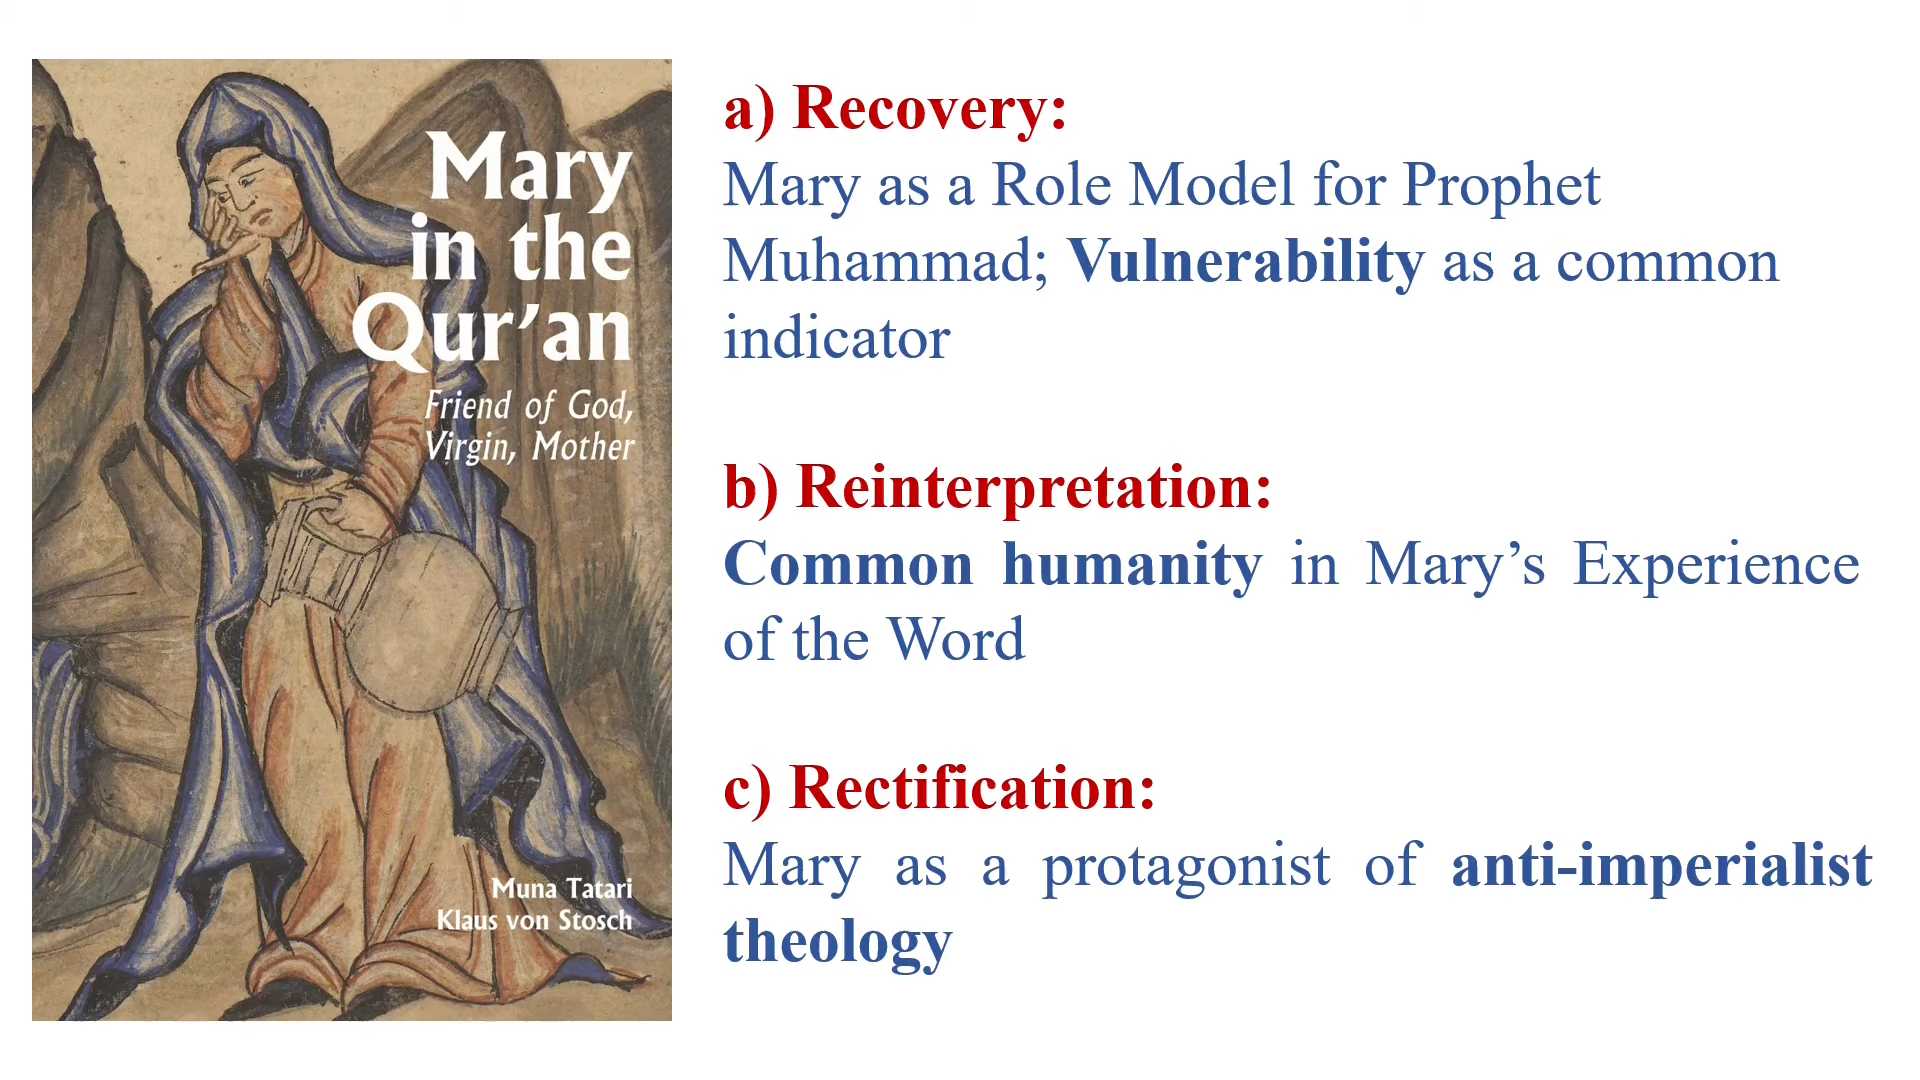 Mary
in the
Qur’an
Friend of God,
Virgin, Mother
Muna Tatari
Klaus von Stosch
a) Recovery:
Mary as a Role Model for Prophet
Muhammad; Vulnerability as a common
indicator
b) Reinterpretation:
Common humanity in Mary’s Experience
of the Word
c) Rectification:
Mary as a protagonist of anti-imperialist
theology